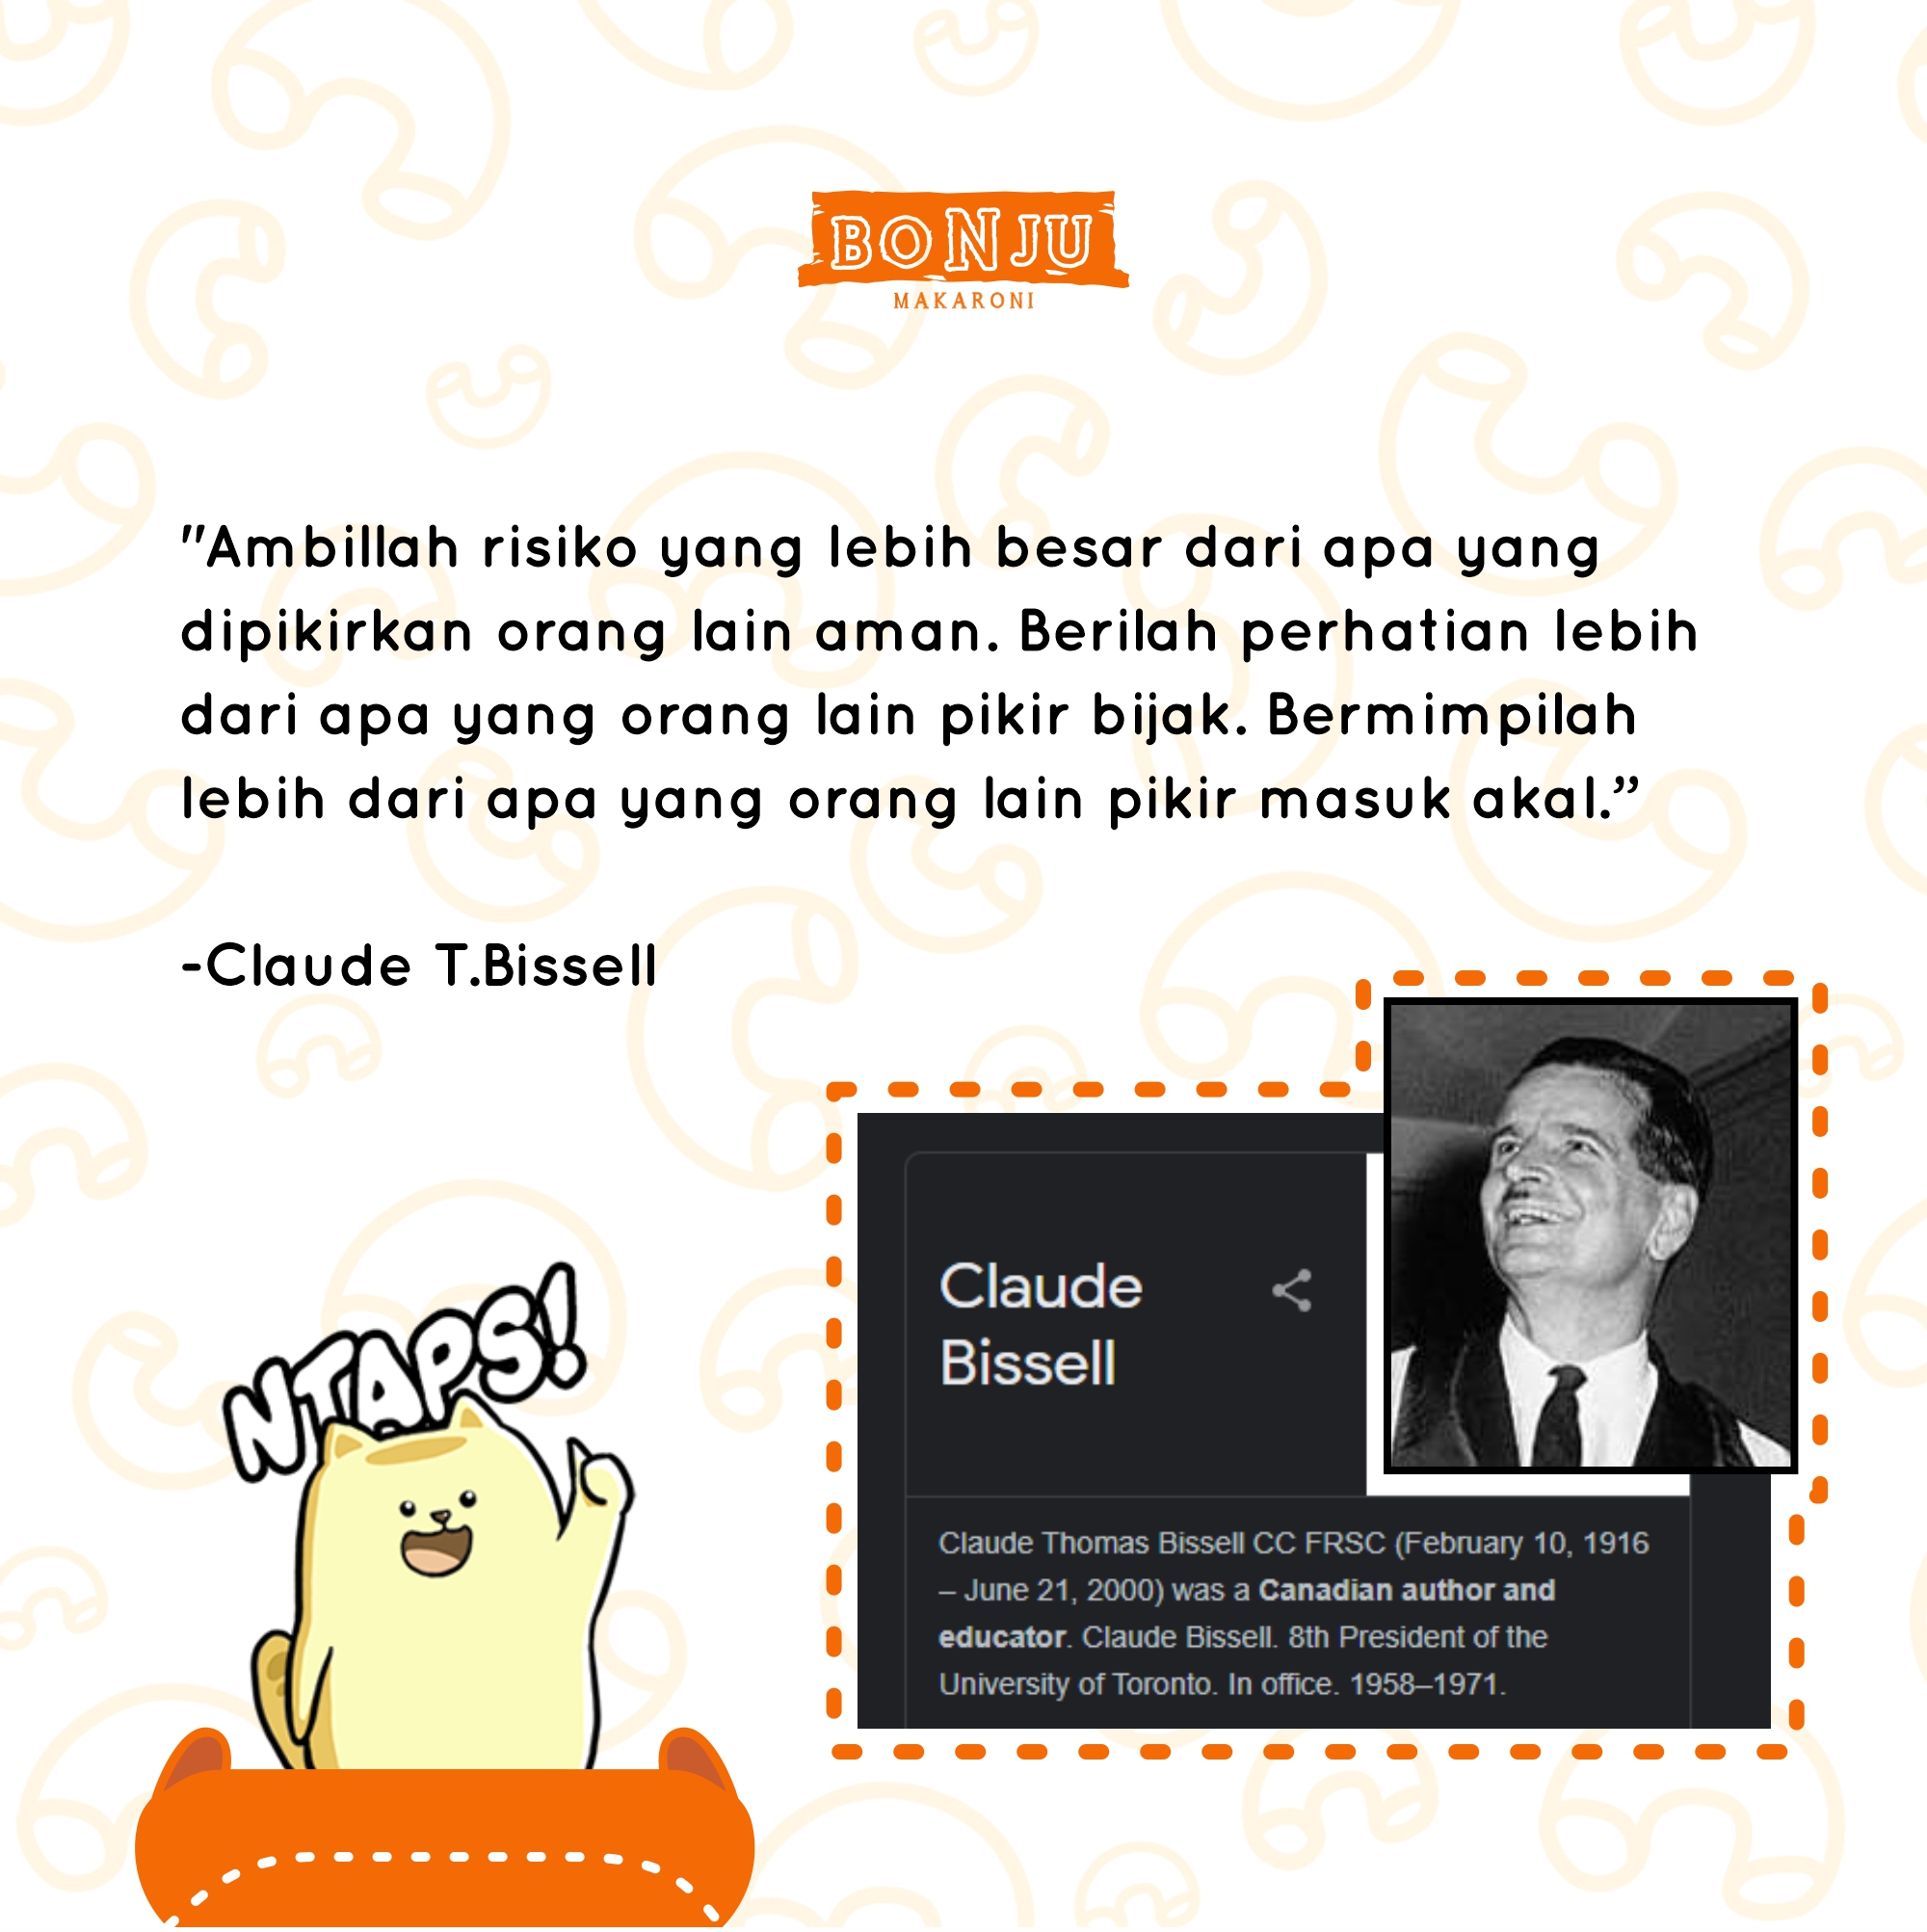 BONJU
MAKARONI
"Ambillah risiko yang lebih besar dari apa yang
dipikirkan orang lain aman. Berilah perhatian lebih
dari apa yang orang lain pikir bijak. Bermimpilah
lebih dari apa yang orang lain pikir masuk akal.”
-Claude T.Bissell
NTAPS!
Claude
Bissell
Claude Thomas Bissell CC FRSC (February 10, 1916
– June 21, 2000) was a Canadian author and
educator. Claude Bissell. 8th President of the
University of Toronto. In office. 1958–1971.